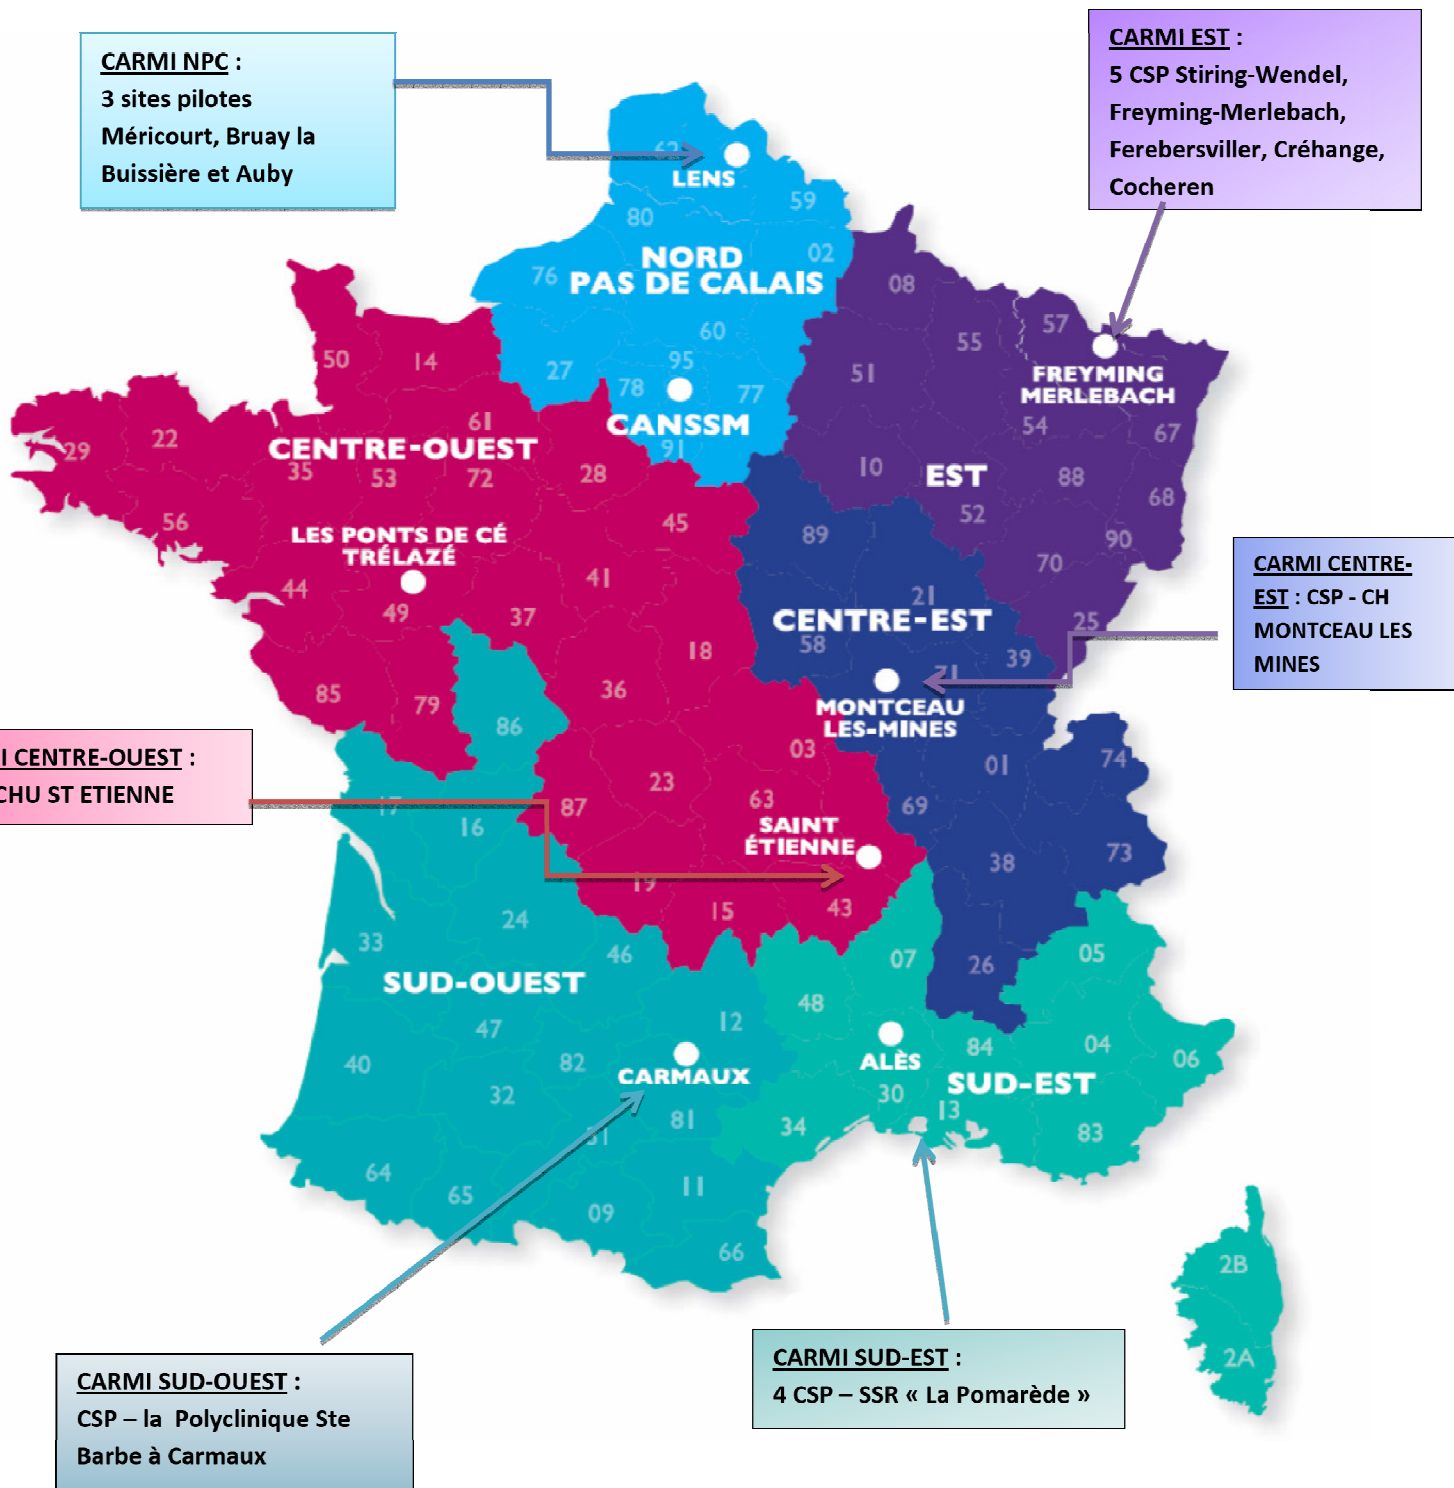 CARMI NPC :
3 sites pilotes
Méricourt, Bruay la
Buissière et Auby
CARMI EST :
5 CSP Stiring-Wendel,
Freyming-Merlebach,
Ferebersviller, Créhange,
Cocheren
62
LENS
59
80
NORD
PAS DE CALAIS
02
76
60
27
95
78
77
CANSSM
91
08
57
55
51
FREYMING
MERLEBACH
54
67
10
EST
88
68
52
90
70
25
50
14
61
29
22
CENTRE-OUEST
35
53
72
28
56
45
LES PONTS DE CÉ
TRÉLAZÉ
44
49
41
37
18
85
79
36
03
23
87
63
SAINT
ÉTIENNE
19
15
43
89
21
CENTRE-EST
58
39
71
MONTCEAU
LES-MINES
01
74
69
38
73
26
CARMI CENTRE-
EST : CSP - CH
MONTCEAU LES
MINES
I CENTRE-OUEST :
CHU ST ETIENNE
86
17
16
24
33
46
SUD-OUEST
12
47
40
82
CARMAUX
32
81
31
64
65
11
09
66
07
05
48
ALÈS
84
04
06
SUD-EST
30
13
34
83
2B
2A
CARMI SUD-OUEST :
CSP – la Polyclinique Ste
Barbe à Carmaux
CARMI SUD-EST :
4 CSP – SSR « La Pomarède »